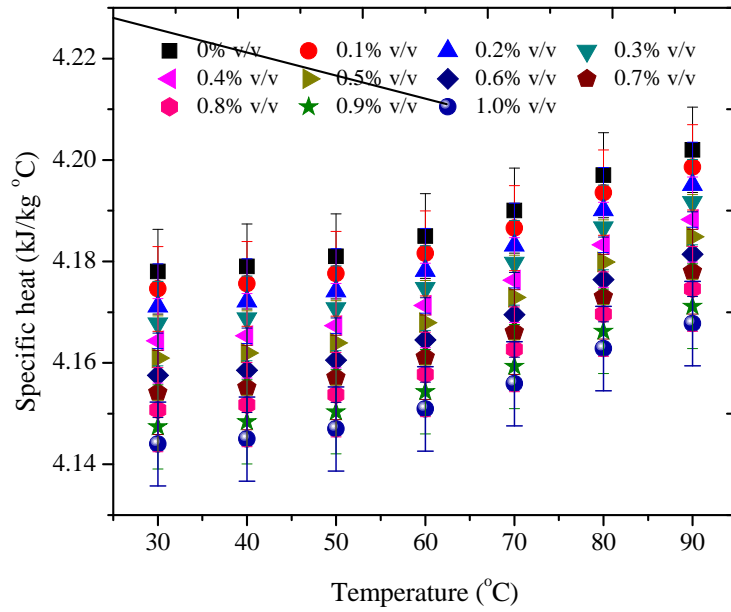 4.22
0% v/v 0.1% v/v 0.2% v/v 0.3% v/v
0.4% v/v 0.5% v/v 0.6% v/v 0.7% v/v
0.8% v/v 0.9% v/v 1.0% v/v
4.20
4.18
4.16
4.14
Specific heat (kJ/kg °C)
30 40 50 60 70 80 90
Temperature (°C)